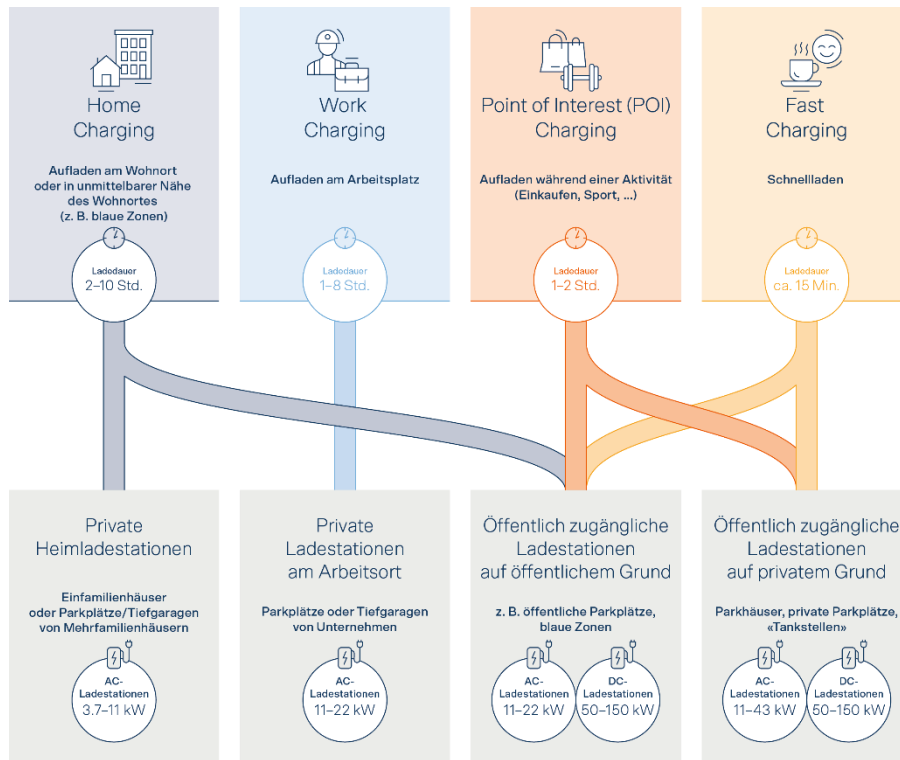 Home
Charging
Aufladen am Wohnort
oder in unmittelbarer Nähe
des Wohnortes
(z. B. blaue Zonen)
Ladedauer
2–10 Std.
Work
Charging
Aufladen am Arbeitsplatz
Ladedauer
1–8 Std.
Point of Interest (POI)
Charging
Aufladen während einer Aktivität
(Einkaufen, Sport, ...)
Ladedauer
1–2 Std.
Fast
Charging
Schnellladen
Ladedauer
ca. 15 Min.
Private
Heimladestationen
Einfamilienhäuser
oder Parkplätze/Tiefgaragen
von Mehrfamilienhäusern
AC-
Ladestationen
3.7–11 kW
Private
Ladestationen
am Arbeitsort
Parkplätze oder Tiefgaragen
von Unternehmen
AC-
Ladestationen
11–22 kW
Öffentlich zugängliche
Ladestationen
auf öffentlichem Grund
z. B. öffentliche Parkplätze,
blaue Zonen
AC-
Ladestationen
11–22 kW
DC-
Ladestationen
50–150 kW
Öffentlich zugängliche
Ladestationen
auf privatem Grund
Parkhäuser, private Parkplätze,
«Tankstellen»
AC-
Ladestationen
11–43 kW
DC-
Ladestationen
50–150 kW